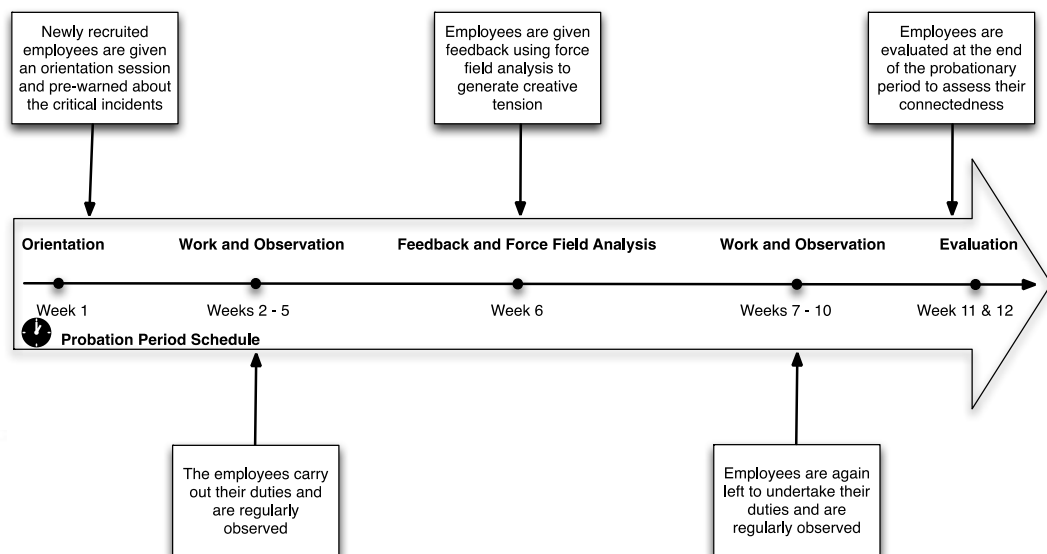 Newly recruited
employees are given
an orientation session
and pre-warned about
the critical incidents
Employees are given
feedback using force
field analysis to
generate creative
tension
Employees are
evaluated at the end
of the probationary
period to assess their
connectedness
Orientation
Work and Observation
Feedback and Force Field Analysis
Work and Observation
Evaluation
Week 1
Weeks 2 - 5
Week 6
Weeks 7 - 10
Week 11 & 12
Probation Period Schedule
The employees carry
out their duties and
are regularly
observed
Employees are again
left to undertake their
duties and are
regularly observed